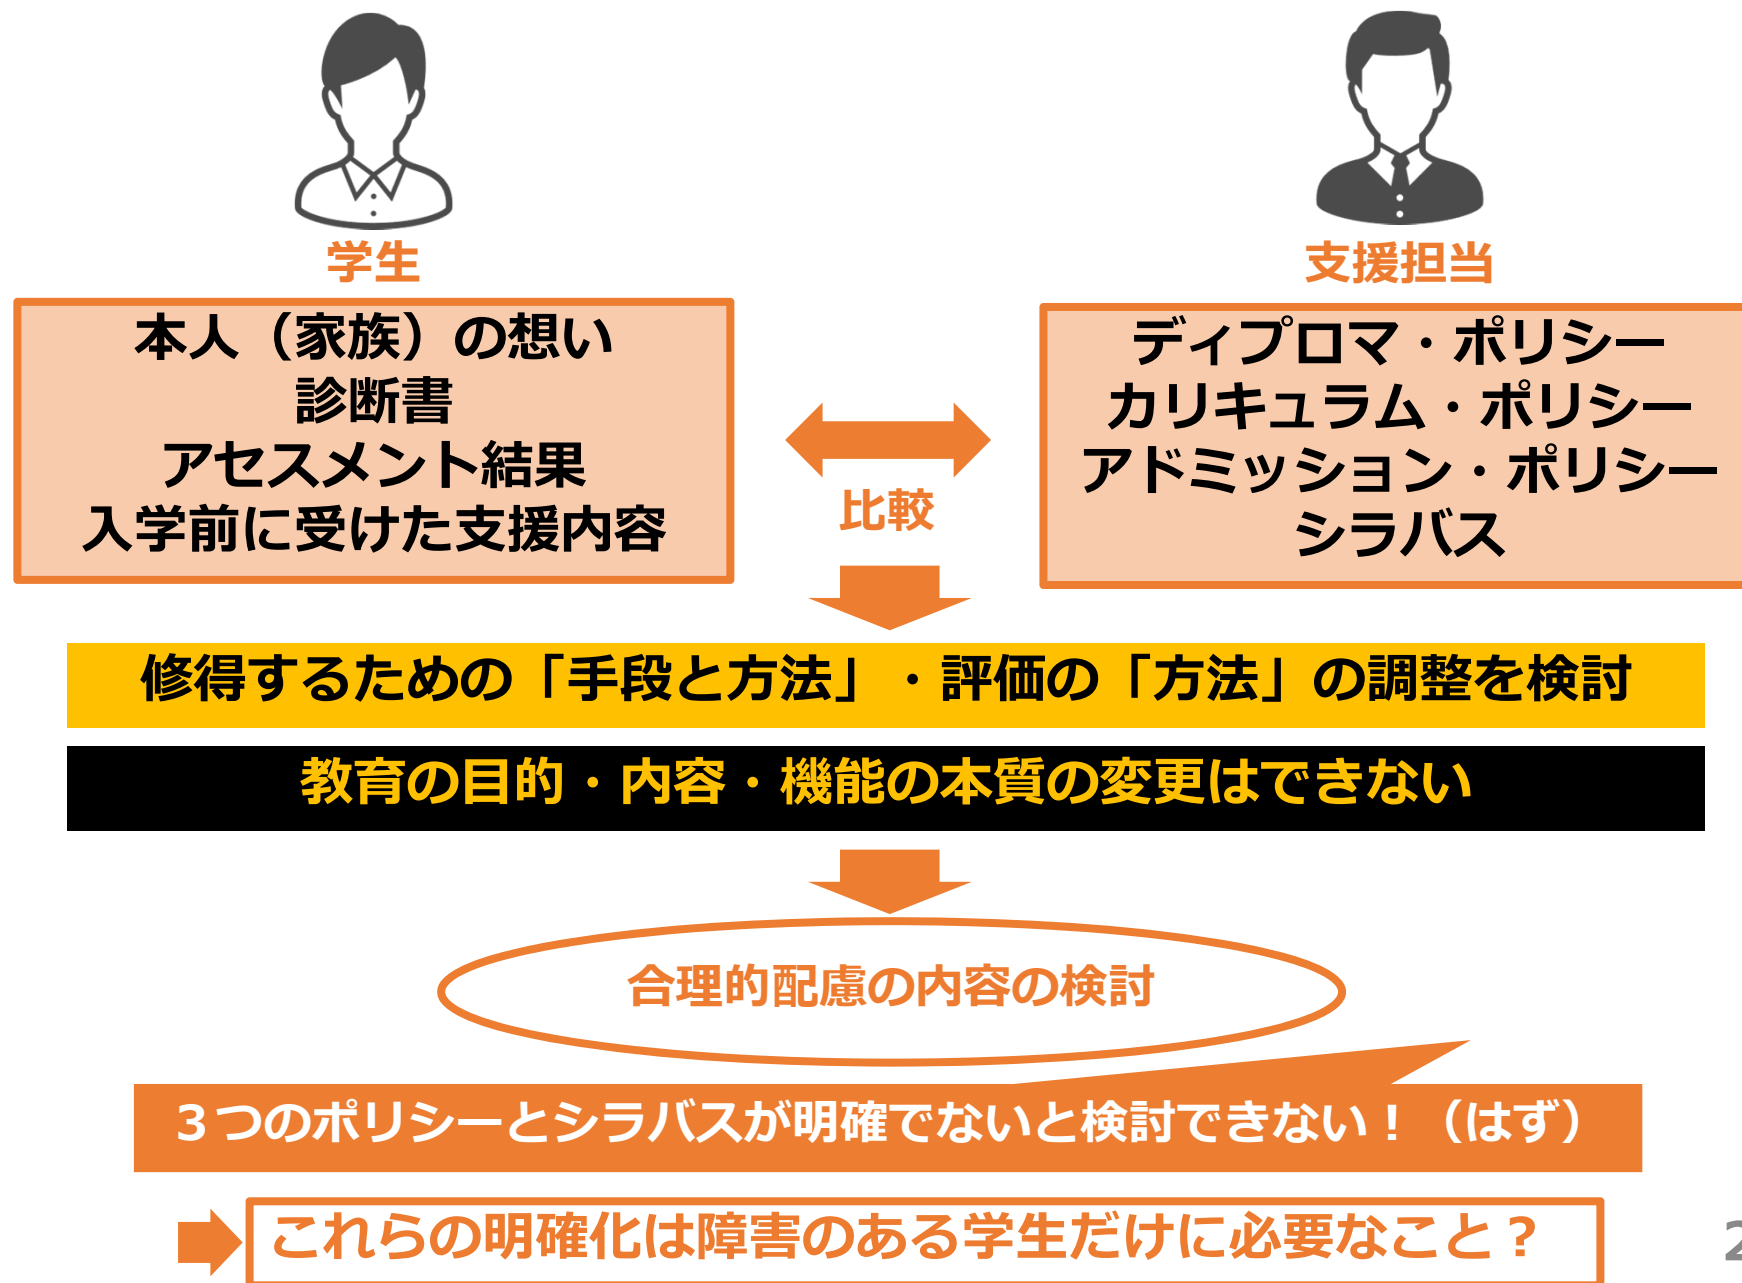 学生
支援担当
本人（家族）の想い
診断書
アセスメント結果
入学前に受けた支援内容
ディプロマ・ポリシー
カリキュラム・ポリシー
アドミッション・ポリシー
シラバス
比較
修得するための「手段と方法」・評価の「方法」の調整を検討
教育の目的・内容・機能の本質の変更はできない
合理的配慮の内容の検討
３つのポリシーとシラバスが明確でないと検討できない！（はず）
これらの明確化は障害のある学生だけに必要なこと？